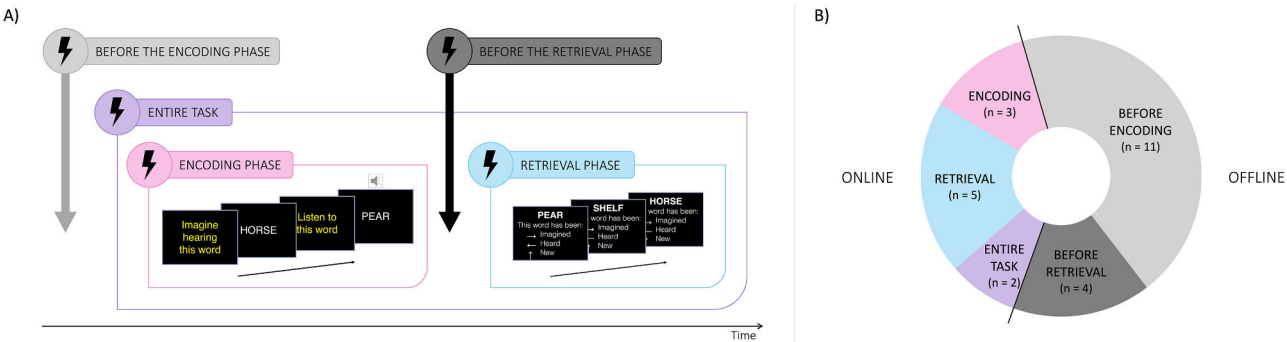 A)
BEFORE THE ENCODING PHASE
BEFORE THE RETRIEVAL PHASE
ENTIRE TASK
ENCODING PHASE
RETRIEVAL PHASE
Imagine
hearing
this word
HORSE
Listen to
this word
PEAR
PEAR
This word has been:
→ Imagined
← Heard
↑ New
SHELF
word has been:
Imagined
Heard
New
HORSE
word has been:
Imagined
Heard
New
Time
B)
ENCODING
(n = 3)
BEFORE
ENCODING
(n = 11)
ONLINE
RETRIEVAL
(n = 5)
OFFLINE
ENTIRE
TASK
(n = 2)
BEFORE
RETRIEVAL
(n = 4)